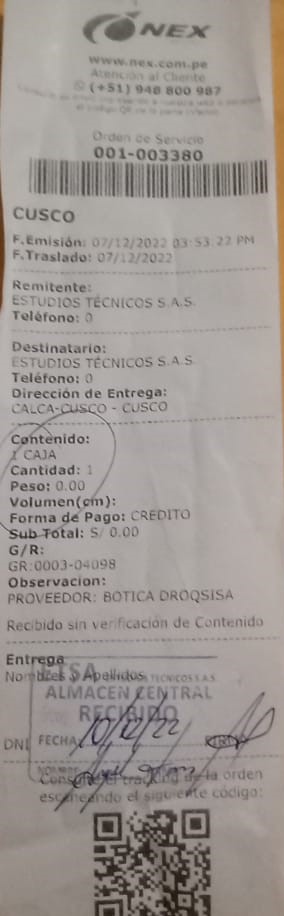 NEX
www.nex.com.pe
Atención al Cliente
(+51) 948 800 987
Orden de Servicio
001-003380
CUSCO
F.Emisión: 07/12/2022 03:53:22 PM
F.Traslado: 07/12/2022
Remitente:
ESTUDIOS TÉCNICOS S.A.S.
Teléfono: 0
Destinatario:
ESTUDIOS TÉCNICOS S.A.S.
Teléfono: 0
Dirección de Entrega:
CALCA-CUSCO - CUSCO
Contenido:
1 CAJA
Cantidad: 1
Peso: 0.00
Volumen(cm):
Forma de Pago: CREDITO
Sub Total: S/ 0.00
G/R:
GR:0003-04098
Observacion:
PROVEEDOR: BOTICA DROQSISA
Recibido sin verificación de Contenido
Entrega
Nombres y Apellidos
TECNICOS S.A.S.
ALMACEN CENTRAL
RECIBIDO
DNI FECHA 10/12/22
tracking de la orden
escaneando el siguiente código: